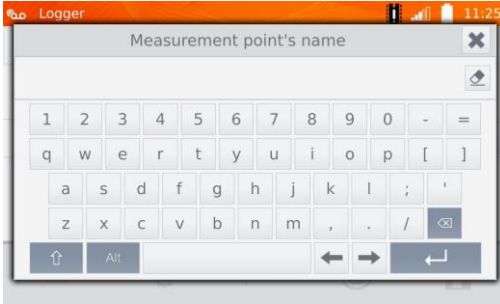 Logger 11:25
Measurement point's name
1 2 3 4 5 6 7 8 9 0 - =
q w e r t y u i o p [ ]
a s d f g h j k l ; '
z x c v b n m , . /
Alt